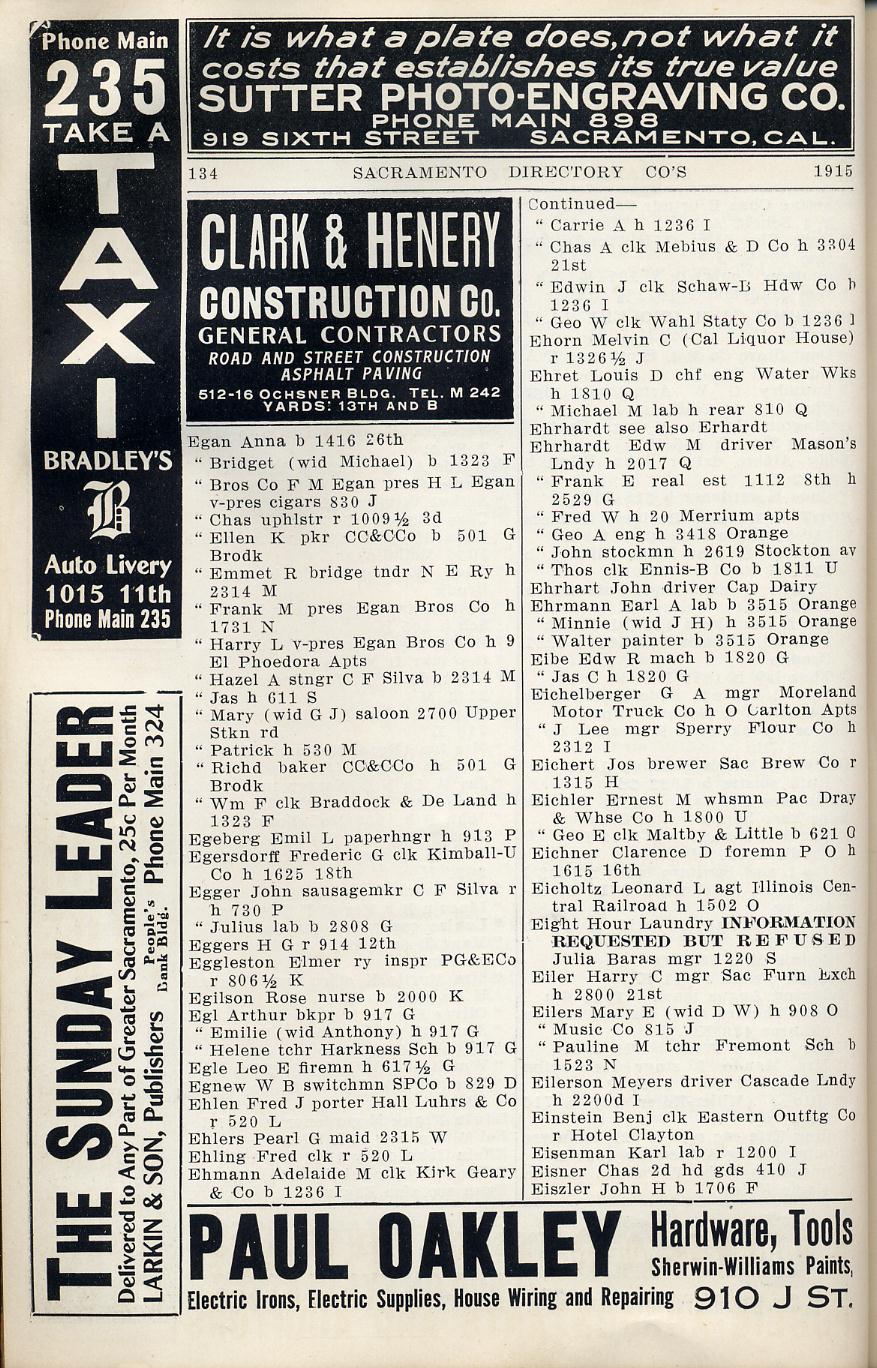 Phone Main
235
TAKE A
TAXI
BRADLEY'S
B
Auto Livery
1015 11th
Phone Main 235
THE SUNDAY LEADER
Delivered to Any Part of Greater Sacramento, 25c Per Month
LARKIN & SON, Publishers People's Bank Bldg. Phone Main 324
It is what a plate does, not what it
costs that establishes its true value
SUTTER PHOTO-ENGRAVING CO.
PHONE MAIN 898
919 SIXTH STREET SACRAMENTO, CAL.
134 SACRAMENTO DIRECTORY CO'S 1915
CLARK & HENERY
CONSTRUCTION CO.
GENERAL CONTRACTORS
ROAD AND STREET CONSTRUCTION
ASPHALT PAVING
512-16 OCHSNER BLDG. TEL. M 242
YARDS: 13TH AND B
Egan Anna b 1416 26th
“ Bridget (wid Michael) b 1323 F
“ Bros Co F M Egan pres H L Egan
v-pres cigars 830 J
“ Chas uphlstr r 1009½ 3d
“ Ellen K pkr CC&CCo b 501 G
Brodk
“ Emmet R bridge tndr N E Ry h
2314 M
“ Frank M pres Egan Bros Co h
1731 N
“ Harry L v-pres Egan Bros Co h 9
El Phoedora Apts
“ Hazel A stngr C F Silva b 2314 M
“ Jas h 611 S
“ Mary (wid G J) saloon 2700 Upper
Stkn rd
“ Patrick h 530 M
“ Richd baker CC&CCo h 501 G
Brodk
“ Wm F clk Braddock & De Land h
1323 F
Egeberg Emil L paperhngr h 913 P
Egersdorff Frederic G clk Kimball-U
Co h 1625 18th
Egger John sausagemkr C F Silva r
h 730 P
“ Julius lab b 2808 G
Eggers H G r 914 12th
Eggleston Elmer ry inspr PG&ECo
r 806½ K
Egilson Rose nurse b 2000 K
Egl Arthur bkpr b 917 G
“ Emilie (wid Anthony) h 917 G
“ Helene tchr Harkness Sch b 917 G
Egle Leo E firemn h 617½ G
Egnew W B switchmn SPCo b 829 D
Ehlen Fred J porter Hall Luhrs & Co
r 520 L
Ehlers Pearl G maid 2315 W
Ehling Fred clk r 520 L
Ehmann Adelaide M clk Kirk Geary
& Co b 1236 I
Continued—
“ Carrie A h 1236 I
“ Chas A clk Mebius & D Co h 3304
21st
“ Edwin J clk Schaw-B Hdw Co b
1236 I
“ Geo W clk Wahl Staty Co b 1236 I
Ehorn Melvin C (Cal Liquor House)
r 1326½ J
Ehret Louis D chf eng Water Wks
h 1810 Q
“ Michael M lab h rear 810 Q
Ehrhardt see also Erhardt
Ehrhardt Edw M driver Mason's
Lndy h 2017 Q
“ Frank E real est 1112 8th h
2529 G
“ Fred W h 20 Merrium apts
“ Geo A eng h 3418 Orange
“ John stockmn h 2619 Stockton av
“ Thos clk Ennis-B Co b 1811 U
Ehrhart John driver Cap Dairy
Ehrmann Earl A lab b 3515 Orange
“ Minnie (wid J H) h 3515 Orange
“ Walter painter b 3515 Orange
Eibe Edw R mach b 1820 G
“ Jas C h 1820 G
Eichelberger G A mgr Moreland
Motor Truck Co h O Carlton Apts
“ J Lee mgr Sperry Flour Co h
2312 I
Eichert Jos brewer Sac Brew Co r
1315 H
Eichler Ernest M whsmn Pac Dray
& Whse Co h 1800 U
“ Geo E clk Maltby & Little b 621
Eichner Clarence D foremn P O h
1615 16th
Eicholtz Leonard L agt Illinois Cen-
tral Railroad h 1502 O
Eight Hour Laundry INFORMATION
REQUESTED BUT REFUSED
Julia Baras mgr 1220 S
Eiler Harry C mgr Sac Furn Exch
h 2800 21st
Eilers Mary E (wid D W) h 908 O
“ Music Co 815 J
“ Pauline M tchr Fremont Sch b
1523 N
Eilerson Meyers driver Cascade Lndy
h 2200d I
Einstein Benj clk Eastern Outftg Co
r Hotel Clayton
Eisenman Karl lab r 1200 I
Eisner Chas 2d hd gds 410 J
Eiszler John H b 1706 F
PAUL OAKLEY Hardware, Tools
Sherwin-Williams Paints,
Electric Irons, Electric Supplies, House Wiring and Repairing 910 J ST.